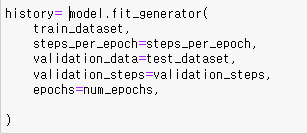 history= model.fit_generator(
    train_dataset,
    steps_per_epoch=steps_per_epoch,
    validation_data=test_dataset,
    validation_steps=validation_steps,
    epochs=num_epochs,
)